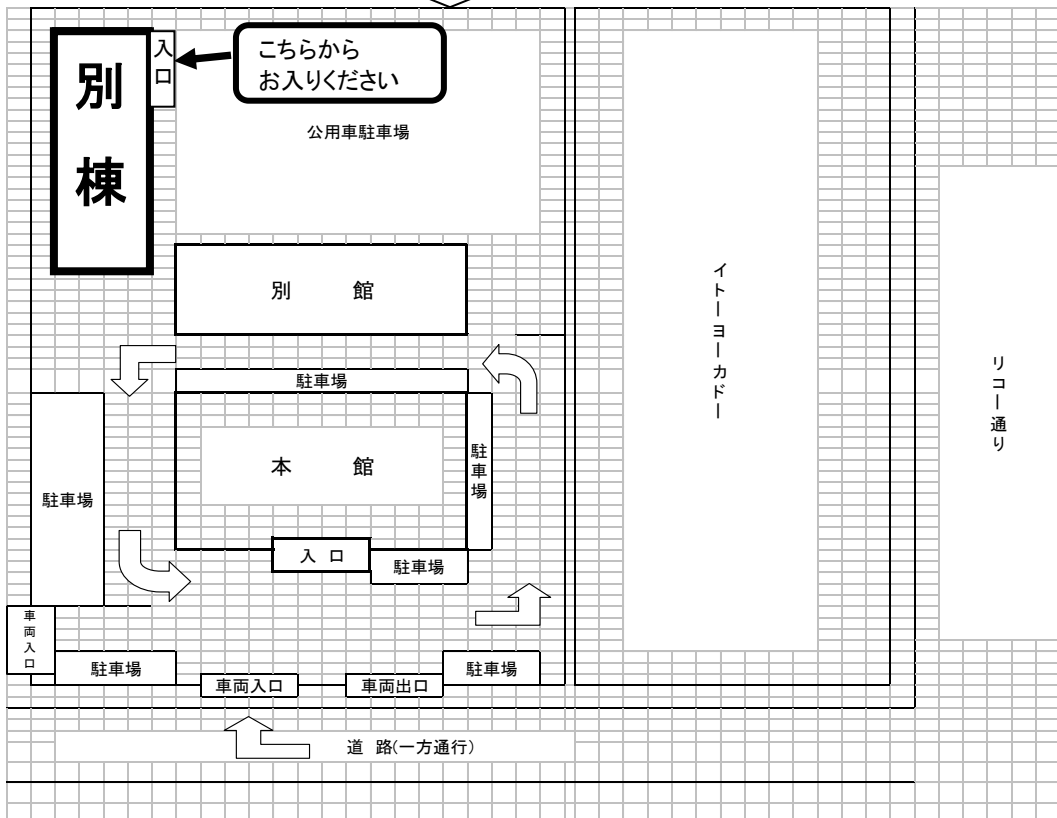 別棟
入口
こちらから
お入りください
公用車駐車場
別　館
イトーヨーカドー
リコー通り
駐車場
本　館
駐車場
駐車場
入 口
駐車場
車両入口
駐車場
駐車場
車両入口
車両出口
道 路(一方通行)